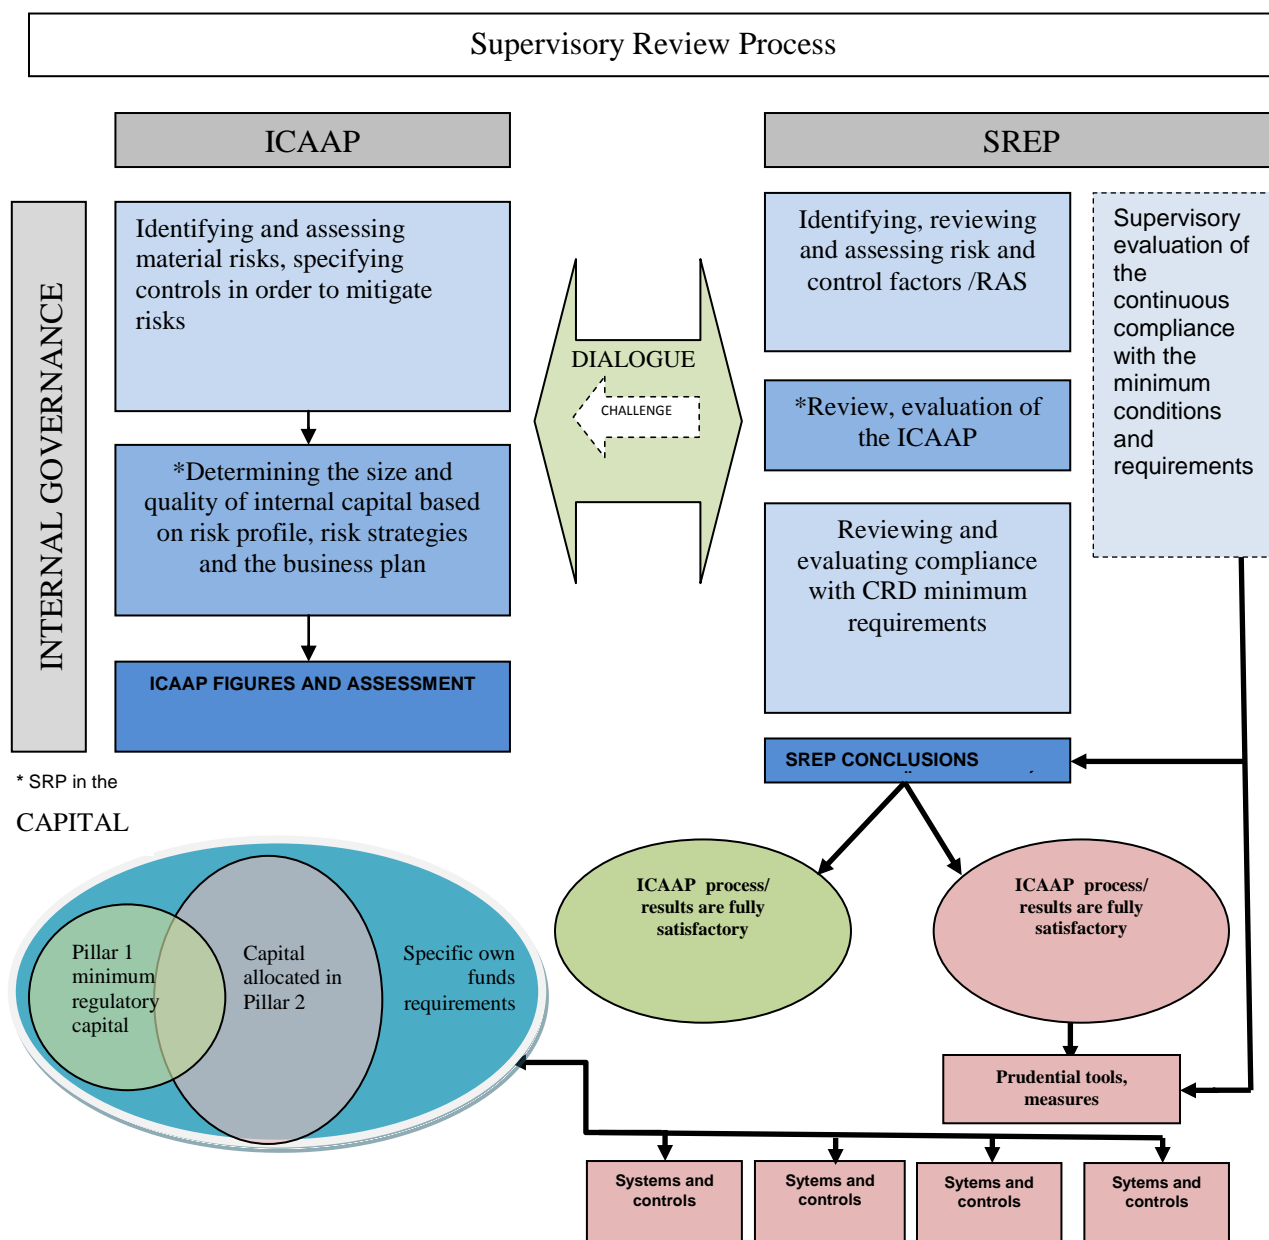 Supervisory Review Process
ICAAP
SREP
INTERNAL GOVERNANCE
Identifying and assessing
material risks, specifying
controls in order to mitigate
risks
*Determining the size and
quality of internal capital based
on risk profile, risk strategies
and the business plan
ICAAP FIGURES AND ASSESSMENT
DIALOGUE
CHALLENGE
Identifying, reviewing
and assessing risk and
control factors /RAS
*Review, evaluation of
the ICAAP
Reviewing and
evaluating compliance
with CRD minimum
requirements
SREP CONCLUSIONS
Supervisory
evaluation of
the
continuous
compliance
with the
minimum
conditions
and
requirements
* SRP in the
CAPITAL
Pillar 1
minimum
regulatory
capital
Capital
allocated in
Pillar 2
Specific own
funds
requirements
ICAAP process/
results are fully
satisfactory
ICAAP process/
results are fully
satisfactory
Prudential tools,
measures
Systems and
controls
Sytems and
controls
Sytems and
controls
Sytems and
controls